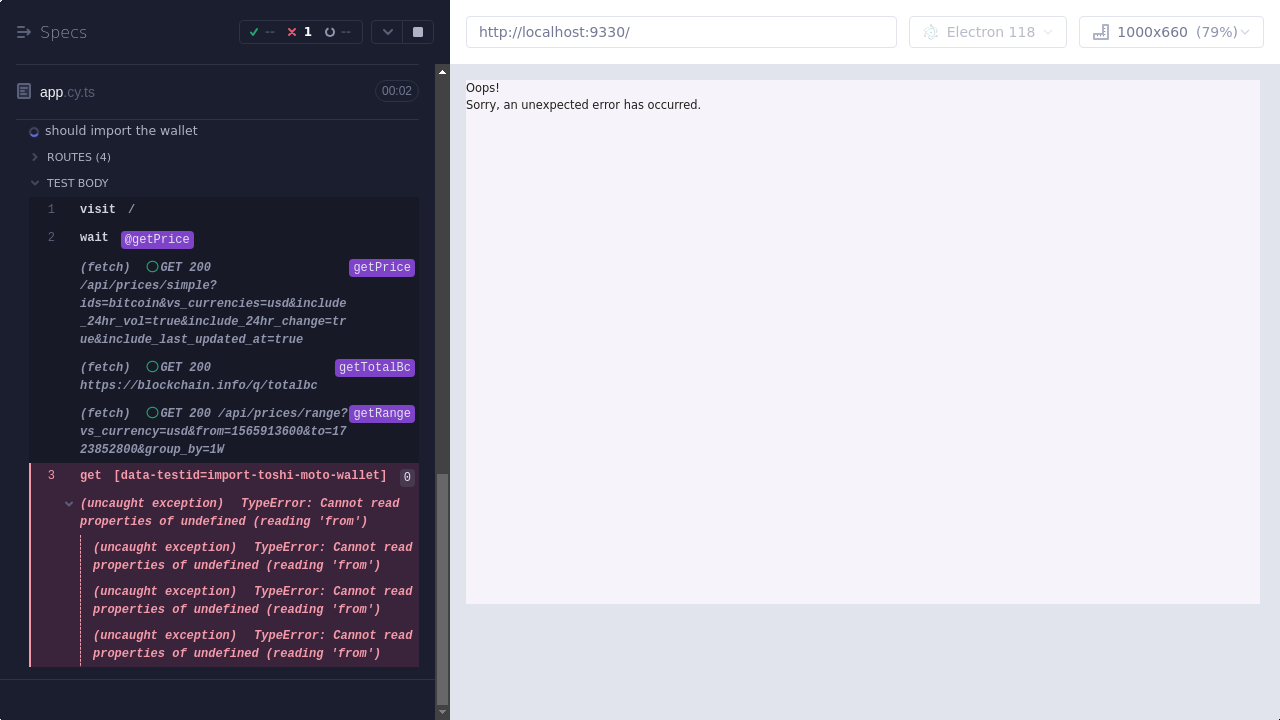 Specs
-- 1 --
app.cy.ts
00:02
should import the wallet
ROUTES (4)
TEST BODY
1 visit /
2 wait @getPrice
(fetch) GET 200 getPrice
/api/prices/simple?
ids=bitcoin&vs_currencies=usd&include
_24hr_vol=true&include_24hr_change=tr
ue&include_last_updated_at=true
(fetch) GET 200 getTotalBc
https://blockchain.info/q/totalbc
(fetch) GET 200 /api/prices/range? getRange
vs_currency=usd&from=1565913600&to=17
23852800&group_by=1W
3 get [data-testid=import-toshi-moto-wallet] 0
(uncaught exception) TypeError: Cannot read
properties of undefined (reading 'from')
(uncaught exception) TypeError: Cannot read
properties of undefined (reading 'from')
(uncaught exception) TypeError: Cannot read
properties of undefined (reading 'from')
(uncaught exception) TypeError: Cannot read
properties of undefined (reading 'from')
http://localhost:9330/
Electron 118
1000x660 (79%)
Oops!
Sorry, an unexpected error has occurred.